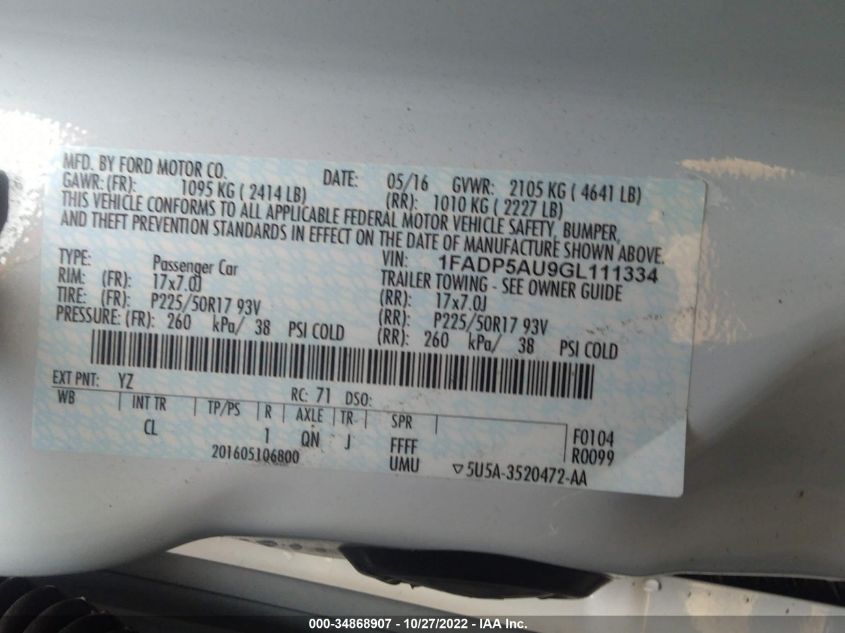 MFD. BY FORD MOTOR CO. DATE: 05/16 GVWR: 2105 KG ( 4641 LB)
GAWR: (FR): 1095 KG ( 2414 LB) (RR): 1010 KG ( 2227 LB)
THIS VEHICLE CONFORMS TO ALL APPLICABLE FEDERAL MOTOR VEHICLE SAFETY, BUMPER,
AND THEFT PREVENTION STANDARDS IN EFFECT ON THE DATE OF MANUFACTURE SHOWN ABOVE.
VIN: 1FADP5AU9GL111334
TYPE: Passenger Car TRAILER TOWING - SEE OWNER GUIDE
RIM: (FR): 17x7.0J (RR): 17x7.0J
TIRE: (FR): P225/50R17 93V (RR): P225/50R17 93V
PRESSURE: (FR): 260 kPa/ 38 PSI COLD (RR): 260 kPa/ 38 PSI COLD
EXT PNT: YZ RC: 71 DSO:
WB INT TR TP/PS R AXLE TR SPR
CL 1 QN J FFFF F0104
201605106800 UMU 5U5A-3520472-AA R0099
000-34868907 - 10/27/2022 - IAA Inc.